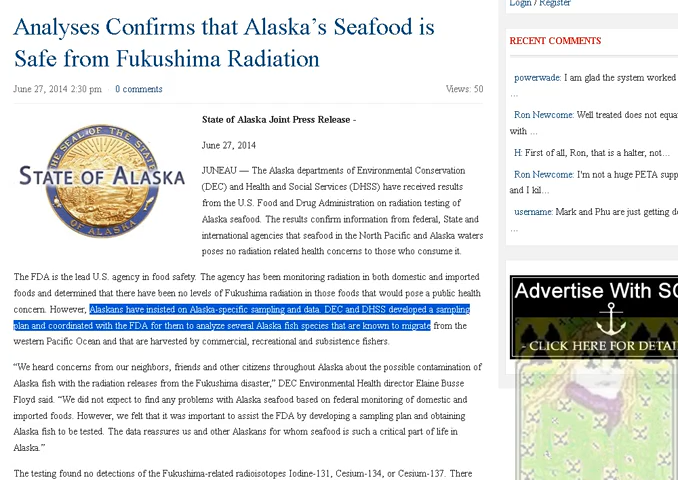 Analyses Confirms that Alaska's Seafood is
Safe from Fukushima Radiation
June 27, 2014 2:30 pm · 0 comments
Views: 50
THE SEAL OF THE STATE
STATE OF ALASKA
OF ALASKA
State of Alaska Joint Press Release -
June 27, 2014
JUNEAU — The Alaska departments of Environmental Conservation
(DEC) and Health and Social Services (DHSS) have received results
from the U.S. Food and Drug Administration on radiation testing of
Alaska seafood. The results confirm information from federal, State and
international agencies that seafood in the North Pacific and Alaska waters
poses no radiation related health concerns to those who consume it.
The FDA is the lead U.S. agency in food safety. The agency has been monitoring radiation in both domestic and imported
foods and determined that there have been no levels of Fukushima radiation in those foods that would pose a public health
concern. However, Alaskans have insisted on Alaska-specific sampling and data. DEC and DHSS developed a sampling
plan and coordinated with the FDA for them to analyze several Alaska fish species that are known to migrate from the
western Pacific Ocean and that are harvested by commercial, recreational and subsistence fishers.
“We heard concerns from our neighbors, friends and other citizens throughout Alaska about the possible contamination of
Alaska fish with the radiation releases from the Fukushima disaster,” DEC Environmental Health director Elaine Busse
Floyd said. “We did not expect to find any problems with Alaska seafood based on federal monitoring of domestic and
imported foods. However, we felt that it was important to assist the FDA by developing a sampling plan and obtaining
Alaska fish to be tested. The data reassures us and other Alaskans for whom seafood is such a critical part of life in
Alaska.”
The testing found no detections of the Fukushima-related radioisotopes Iodine-131, Cesium-134, or Cesium-137. There
Login / Register
RECENT COMMENTS
powerwade: I am glad the system worked
...
Ron Newcome: Well treated does not equa
with ...
H: First of all, Ron, that is a halter, not...
Ron Newcome: I'm not a huge PETA supp
and I kil...
username: Mark and Phu are just getting de
...
Advertise With SC
- CLICK HERE FOR DETAI